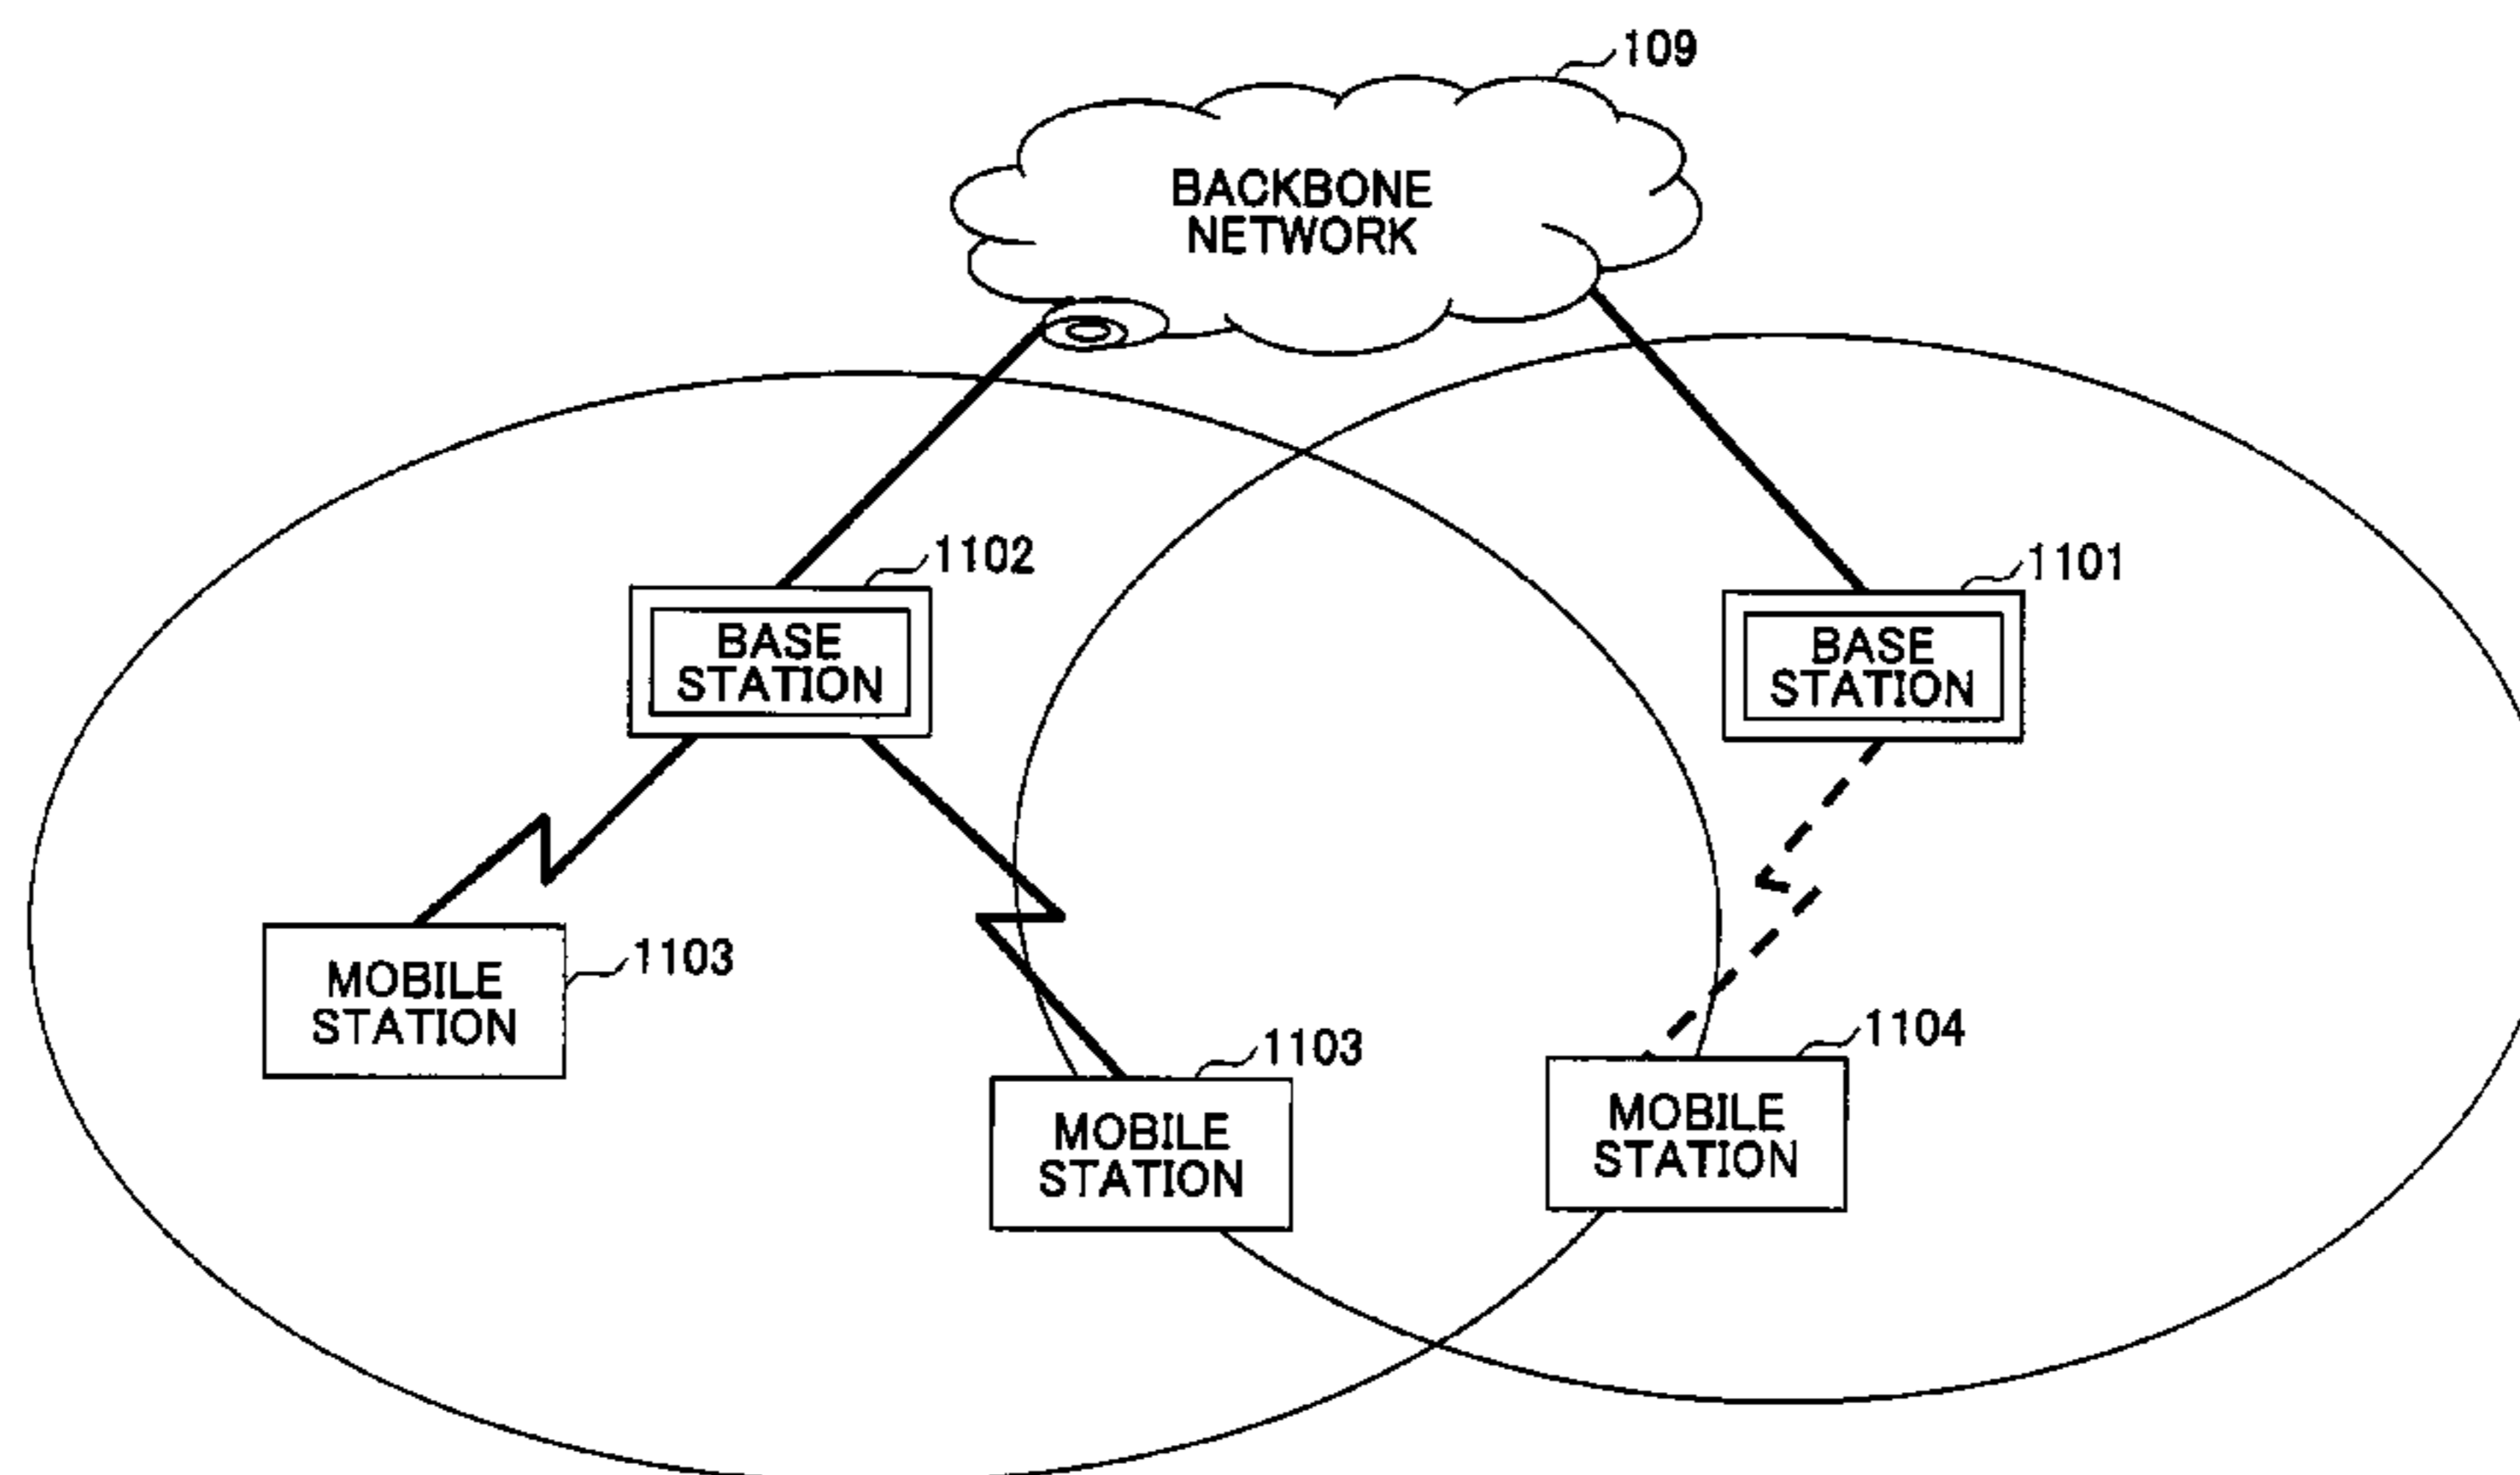 109
BACKBONE
NETWORK
1102
BASE
STATION
1101
BASE
STATION
MOBILE
STATION
1103
MOBILE
STATION
1103
MOBILE
STATION
1104